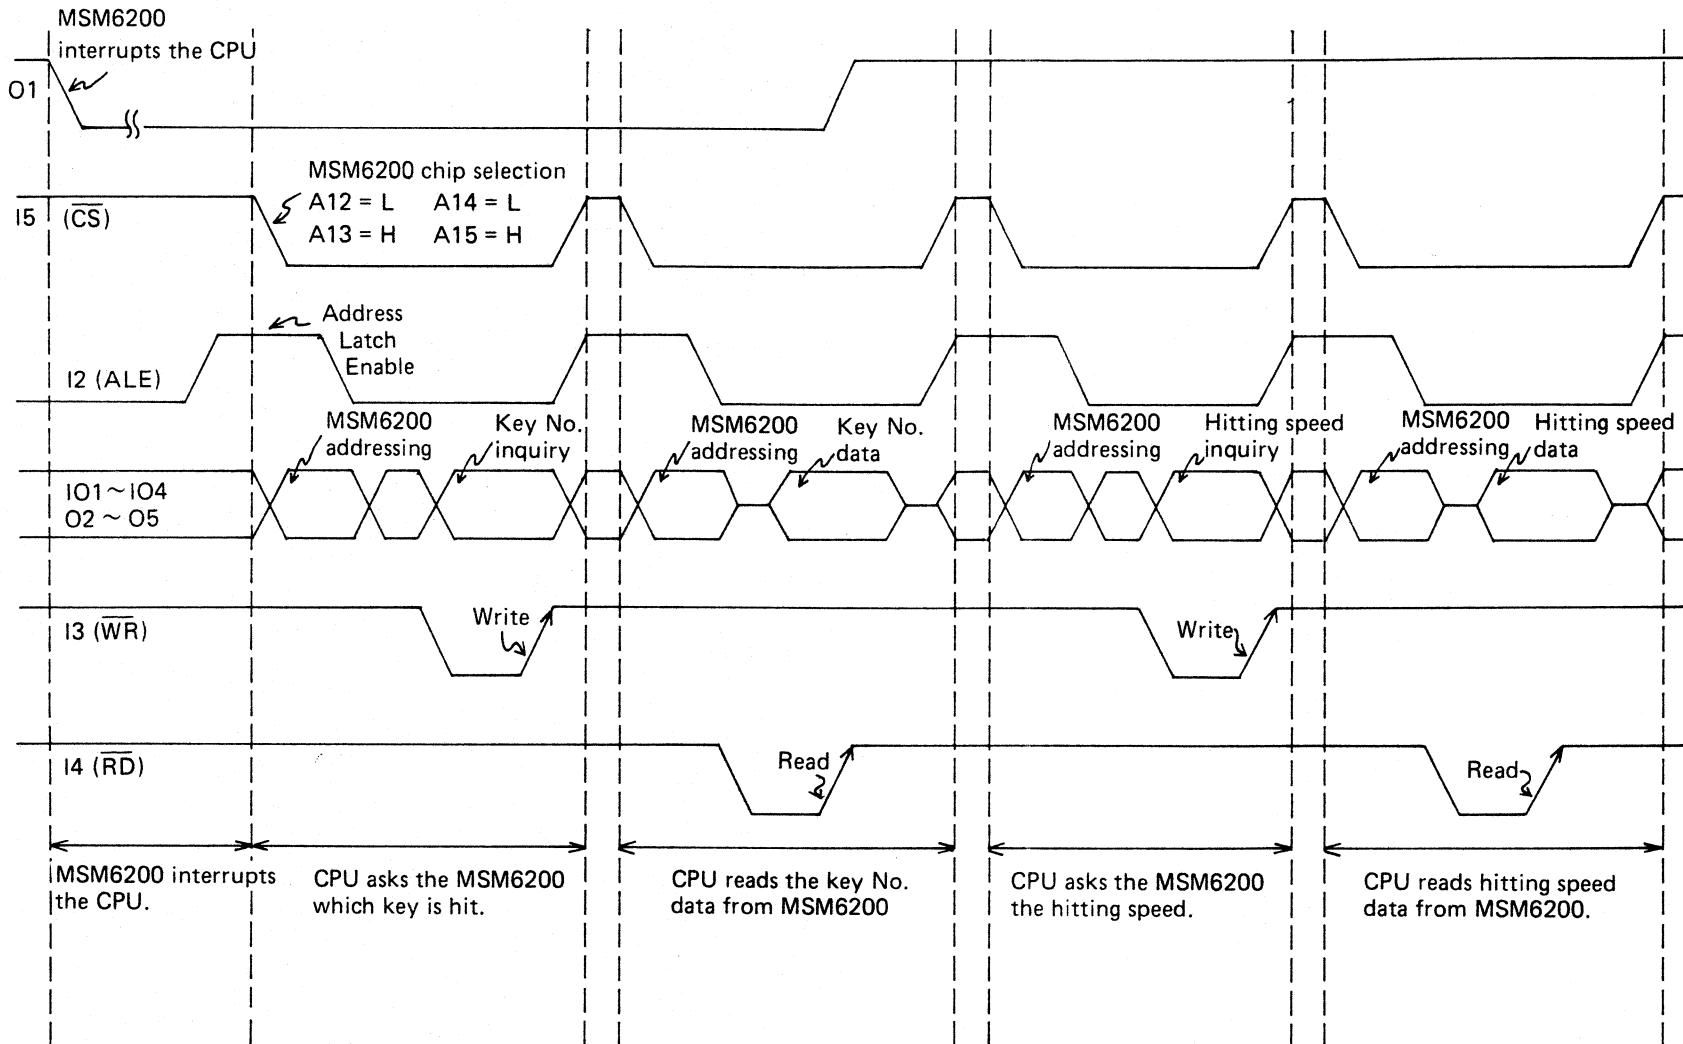 MSM6200
interrupts the CPU
01
MSM6200 chip selection
A12 = L A14 = L
A13 = H A15 = H
I5 (CS)
Address
Latch
Enable
I2 (ALE)
MSM6200
addressing
Key No.
inquiry
MSM6200
addressing
Key No.
data
MSM6200
addressing
Hitting speed
inquiry
MSM6200
addressing
Hitting speed
data
IO1~IO4
O2 ~ O5
I3 (WR)
Write
Write
I4 (RD)
Read
Read
MSM6200 interrupts
the CPU.
CPU asks the MSM6200
which key is hit.
CPU reads the key No.
data from MSM6200
CPU asks the MSM6200
the hitting speed.
CPU reads hitting speed
data from MSM6200.